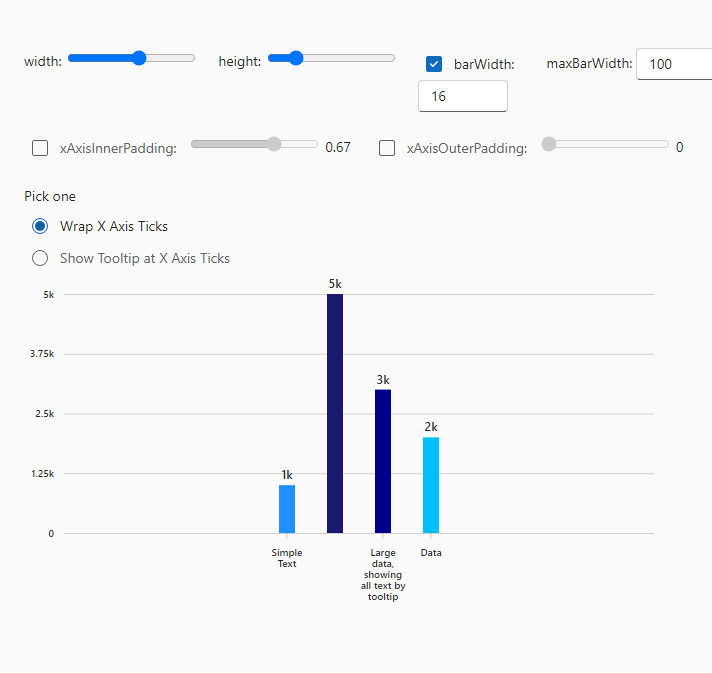 width:
height:
barWidth:
16
maxBarWidth:
100
xAxisInnerPadding:
0.67
xAxisOuterPadding:
0
Pick one
Wrap X Axis Ticks
Show Tooltip at X Axis Ticks
5k
3.75k
2.5k
1.25k
0
1k
5k
3k
2k
Simple
Text
Large
data,
showing
all text by
tooltip
Data